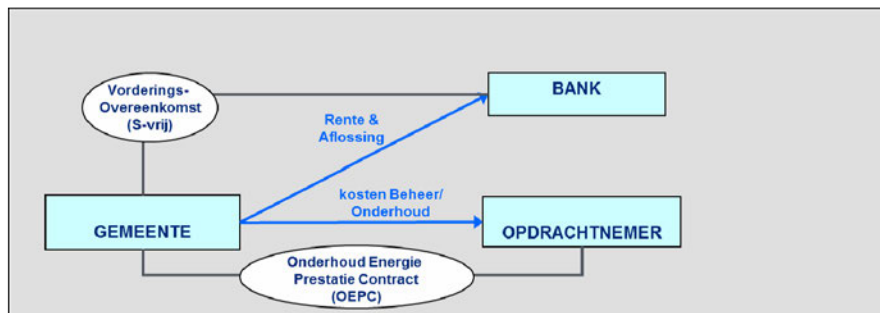 Vorderings-
Overeenkomst
(S-vrij)
BANK
Rente &
Aflossing
kosten Beheer/
Onderhoud
GEMEENTE
OPDRACHTNEMER
Onderhoud Energie
Prestatie Contract
(OEPC)